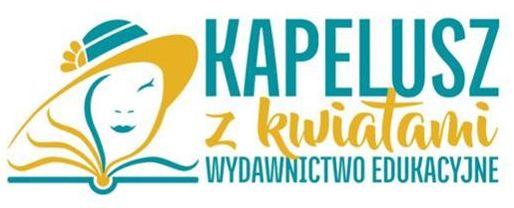 KAPELUSZ
z kwiatami
WYDAWNICTWO EDUKACYJNE